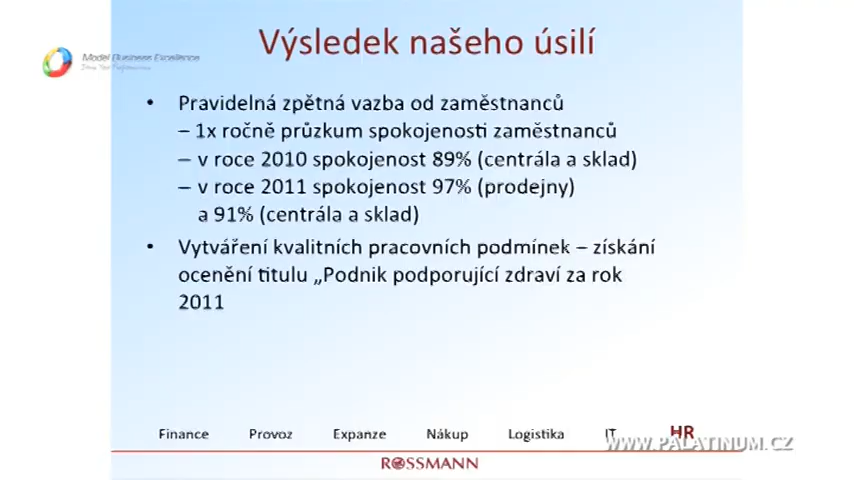 Výsledek našeho úsilí
Model Business Excellence
• Pravidelná zpětná vazba od zaměstnanců
– 1x ročně průzkum spokojenosti zaměstnanců
– v roce 2010 spokojenost 89% (centrála a sklad)
– v roce 2011 spokojenost 97% (prodejny)
a 91% (centrála a sklad)
• Vytváření kvalitních pracovních podmínek – získání
ocenění titulu „Podnik podporující zdraví za rok
2011
Finance Provoz Expanze Nákup Logistika IT HR
WWW.PALATINUM.CZ
ROSSMANN